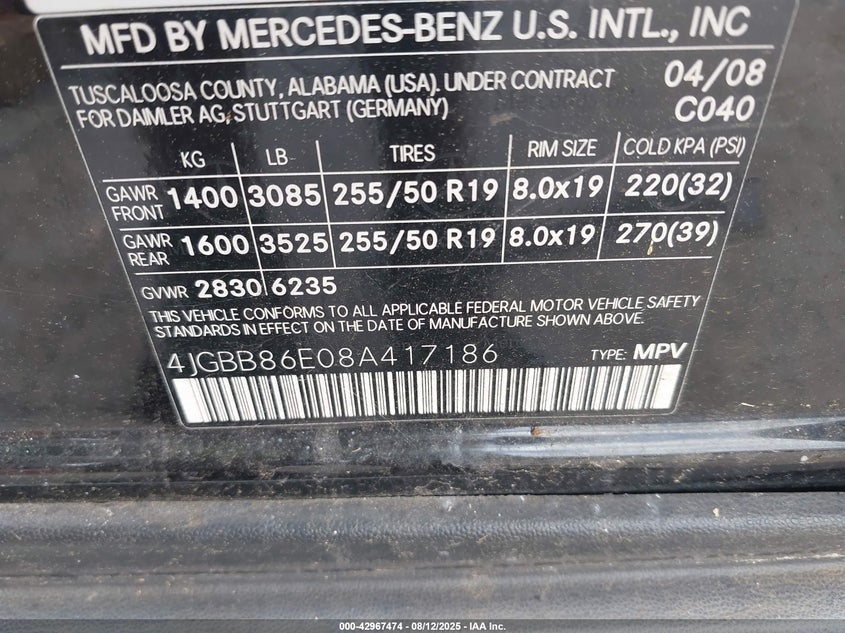 MFD BY MERCEDES-BENZ U.S. INTL., INC
TUSCALOOSA COUNTY, ALABAMA (USA). UNDER CONTRACT 04/08
FOR DAIMLER AG, STUTTGART (GERMANY) C040
KG LB TIRES RIM SIZE COLD KPA (PSI)
GAWR FRONT 1400 3085 255/50 R19 8.0x19 220(32)
GAWR REAR 1600 3525 255/50 R19 8.0x19 270(39)
GVWR 2830 6235
THIS VEHICLE CONFORMS TO ALL APPLICABLE FEDERAL MOTOR VEHICLE SAFETY
STANDARDS IN EFFECT ON THE DATE OF MANUFACTURE SHOWN ABOVE.
4JGBB86E08A417186 TYPE: MPV
000-42967474 - 08/12/2025 - IAA Inc.